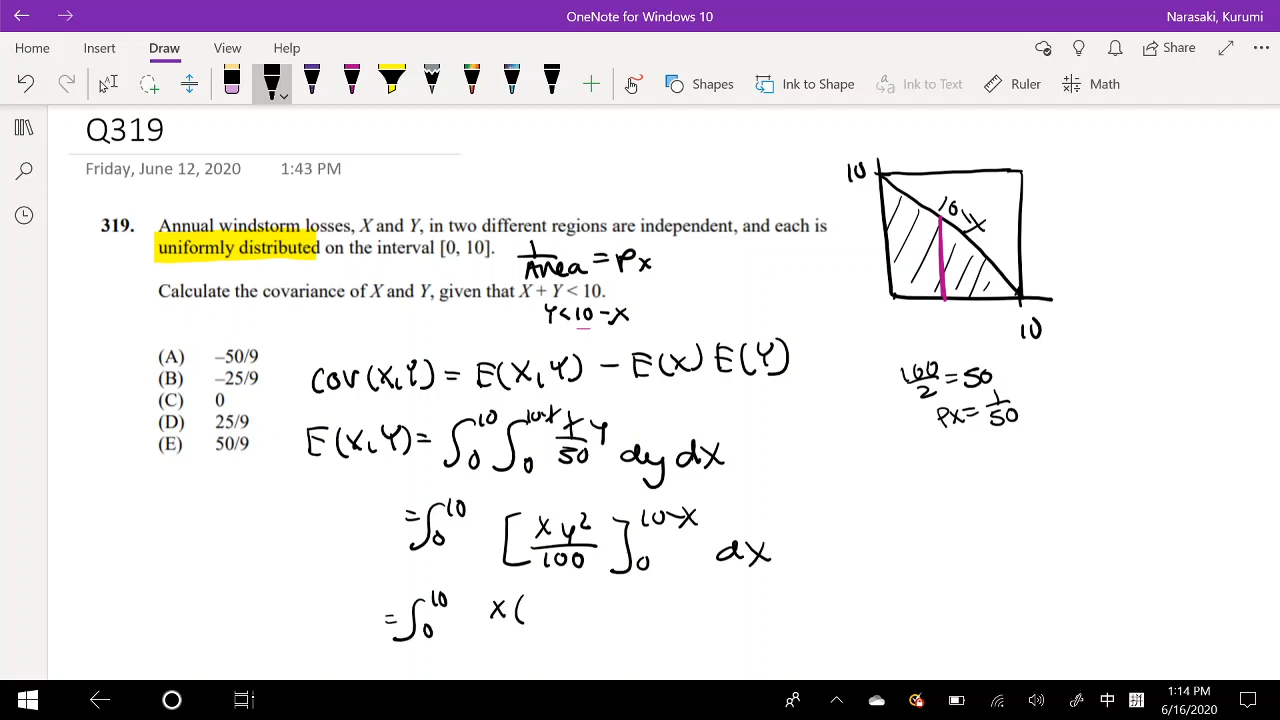 OneNote for Windows 10
Narasaki, Kurumi
Home Insert Draw View Help
Share
Shapes Ink to Shape Ink to Text Ruler Math
Q319
Friday, June 12, 2020 1:43 PM
319. Annual windstorm losses, X and Y, in two different regions are independent, and each is
uniformly distributed on the interval [0, 10].
1/Area = Px
Calculate the covariance of X and Y, given that X + Y < 10.
Y < 10 - X
(A) –50/9
(B) –25/9
(C) 0
(D) 25/9
(E) 50/9
Cov(X,Y) = E(X,Y) - E(X) E(Y)
E(X,Y) = ∫₀¹⁰ ∫₀¹⁰⁻ˣ x/50 y dy dx
= ∫₀¹⁰ [xy²/100]₀¹⁰⁻ˣ dx
= ∫₀¹⁰ x(
10
10-x
10
100/2 = 50
Px = 1/50
中
1:14 PM
6/16/2020